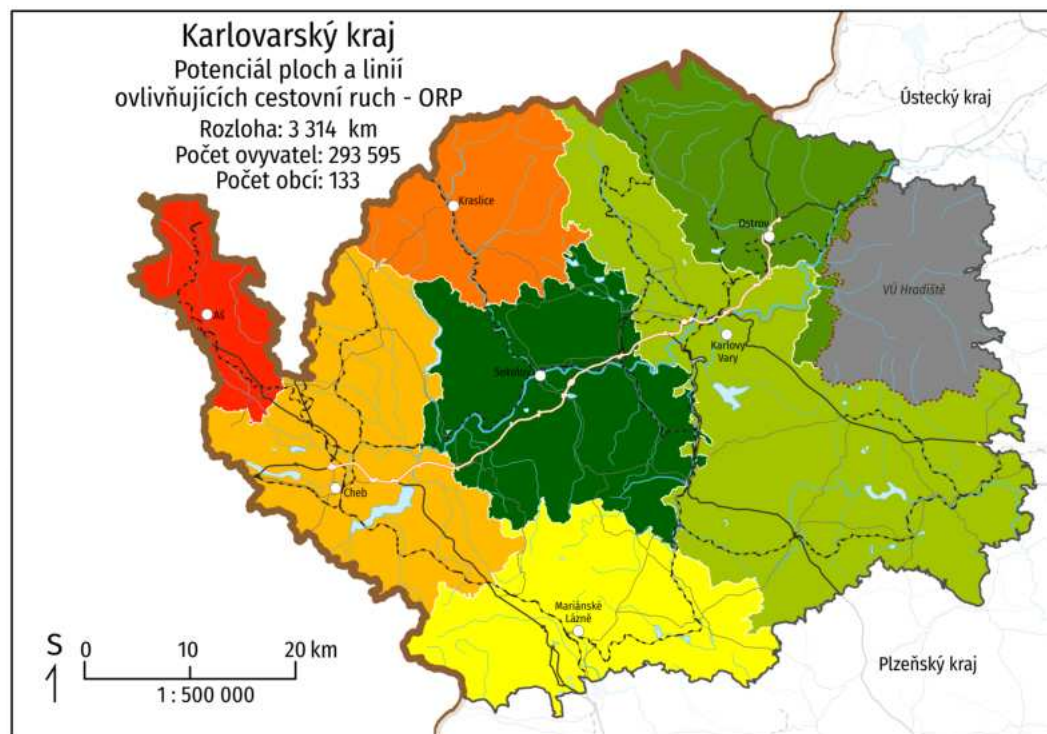 Karlovarský kraj
Potenciál ploch a linií
ovlivňujících cestovní ruch - ORP
Rozloha: 3 314 km
Počet ovyvatel: 293 595
Počet obcí: 133
Ústecký kraj
Kraslice
Ostrov
VÚ Hradiště
Aš
Karlovy
Vary
Sokolov
Cheb
Mariánské
Lázně
S
0 10 20 km
1 : 500 000
Plzeňský kraj